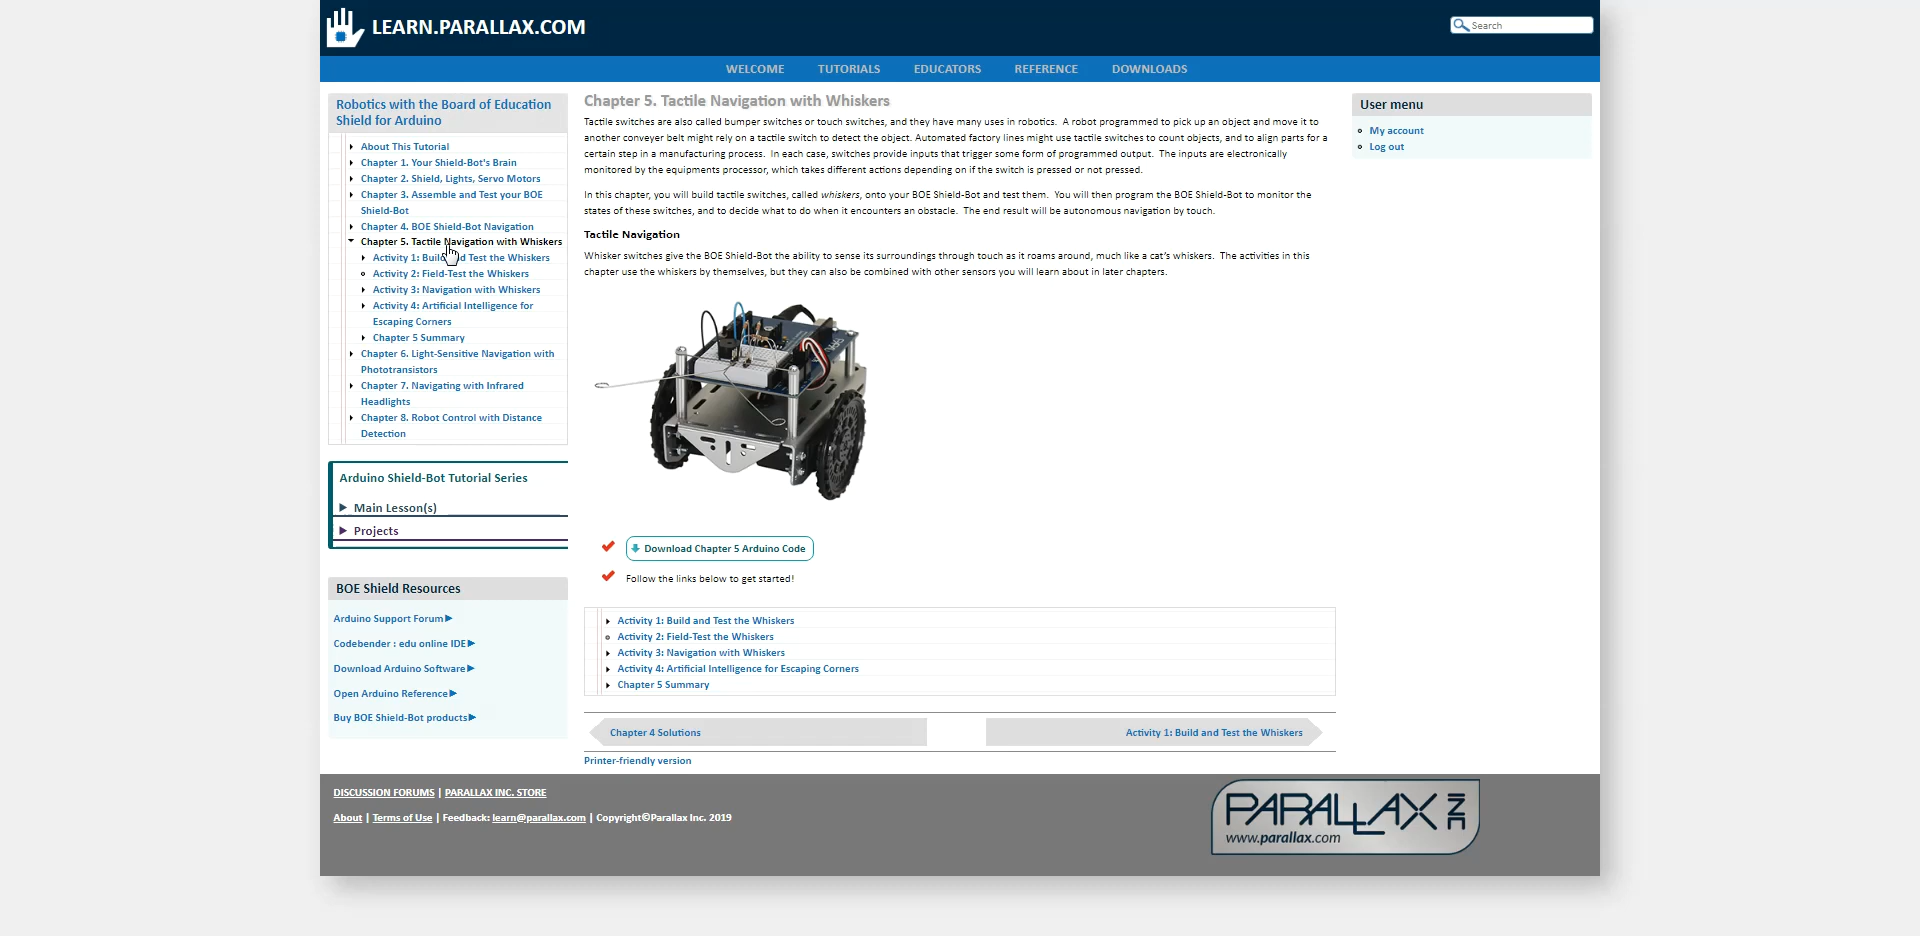 LEARN.PARALLAX.COM
Search
WELCOME TUTORIALS EDUCATORS REFERENCE DOWNLOADS
Robotics with the Board of Education
Shield for Arduino
About This Tutorial
Chapter 1. Your Shield-Bot's Brain
Chapter 2. Shield, Lights, Servo Motors
Chapter 3. Assemble and Test your BOE
Shield-Bot
Chapter 4. BOE Shield-Bot Navigation
Chapter 5. Tactile Navigation with Whiskers
Activity 1: Build and Test the Whiskers
Activity 2: Field-Test the Whiskers
Activity 3: Navigation with Whiskers
Activity 4: Artificial Intelligence for
Escaping Corners
Chapter 5 Summary
Chapter 6. Light-Sensitive Navigation with
Phototransistors
Chapter 7. Navigating with Infrared
Headlights
Chapter 8. Robot Control with Distance
Detection
Arduino Shield-Bot Tutorial Series
Main Lesson(s)
Projects
BOE Shield Resources
Arduino Support Forum
Codebender : edu online IDE
Download Arduino Software
Open Arduino Reference
Buy BOE Shield-Bot products
Chapter 5. Tactile Navigation with Whiskers
Tactile switches are also called bumper switches or touch switches, and they have many uses in robotics. A robot programmed to pick up an object and move it to
another conveyer belt might rely on a tactile switch to detect the object. Automated factory lines might use tactile switches to count objects, and to align parts for a
certain step in a manufacturing process. In each case, switches provide inputs that trigger some form of programmed output. The inputs are electronically
monitored by the equipments processor, which takes different actions depending on if the switch is pressed or not pressed.
In this chapter, you will build tactile switches, called whiskers, onto your BOE Shield-Bot and test them. You will then program the BOE Shield-Bot to monitor the
states of these switches, and to decide what to do when it encounters an obstacle. The end result will be autonomous navigation by touch.
Tactile Navigation
Whisker switches give the BOE Shield-Bot the ability to sense its surroundings through touch as it roams around, much like a cat's whiskers. The activities in this
chapter use the whiskers by themselves, but they can also be combined with other sensors you will learn about in later chapters.
Download Chapter 5 Arduino Code
Follow the links below to get started!
Activity 1: Build and Test the Whiskers
Activity 2: Field-Test the Whiskers
Activity 3: Navigation with Whiskers
Activity 4: Artificial Intelligence for Escaping Corners
Chapter 5 Summary
Chapter 4 Solutions
Activity 1: Build and Test the Whiskers
Printer-friendly version
User menu
My account
Log out
DISCUSSION FORUMS | PARALLAX INC. STORE
About | Terms of Use | Feedback: learn@parallax.com | Copyright©Parallax Inc. 2019
PARALLAX INC
www.parallax.com